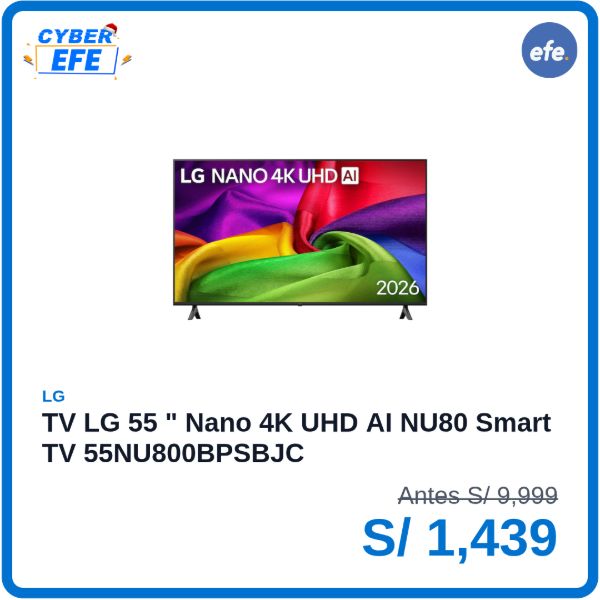 CYBER
EFE
efe.
LG NANO 4K UHD AI
2026
LG
TV LG 55 " Nano 4K UHD AI NU80 Smart
TV 55NU800BPSBJC
Antes S/ 9,999
S/ 1,439